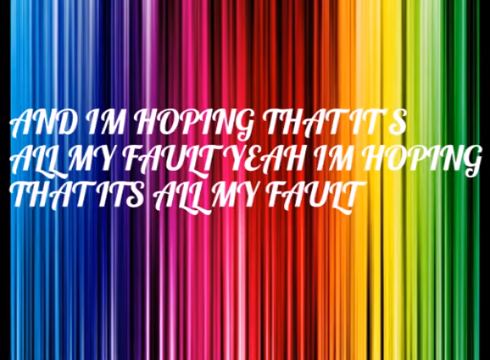 AND IM HOPING THAT IT'S
ALL MY FAULT YEAH IM HOPING
THAT ITS ALL MY FAULT